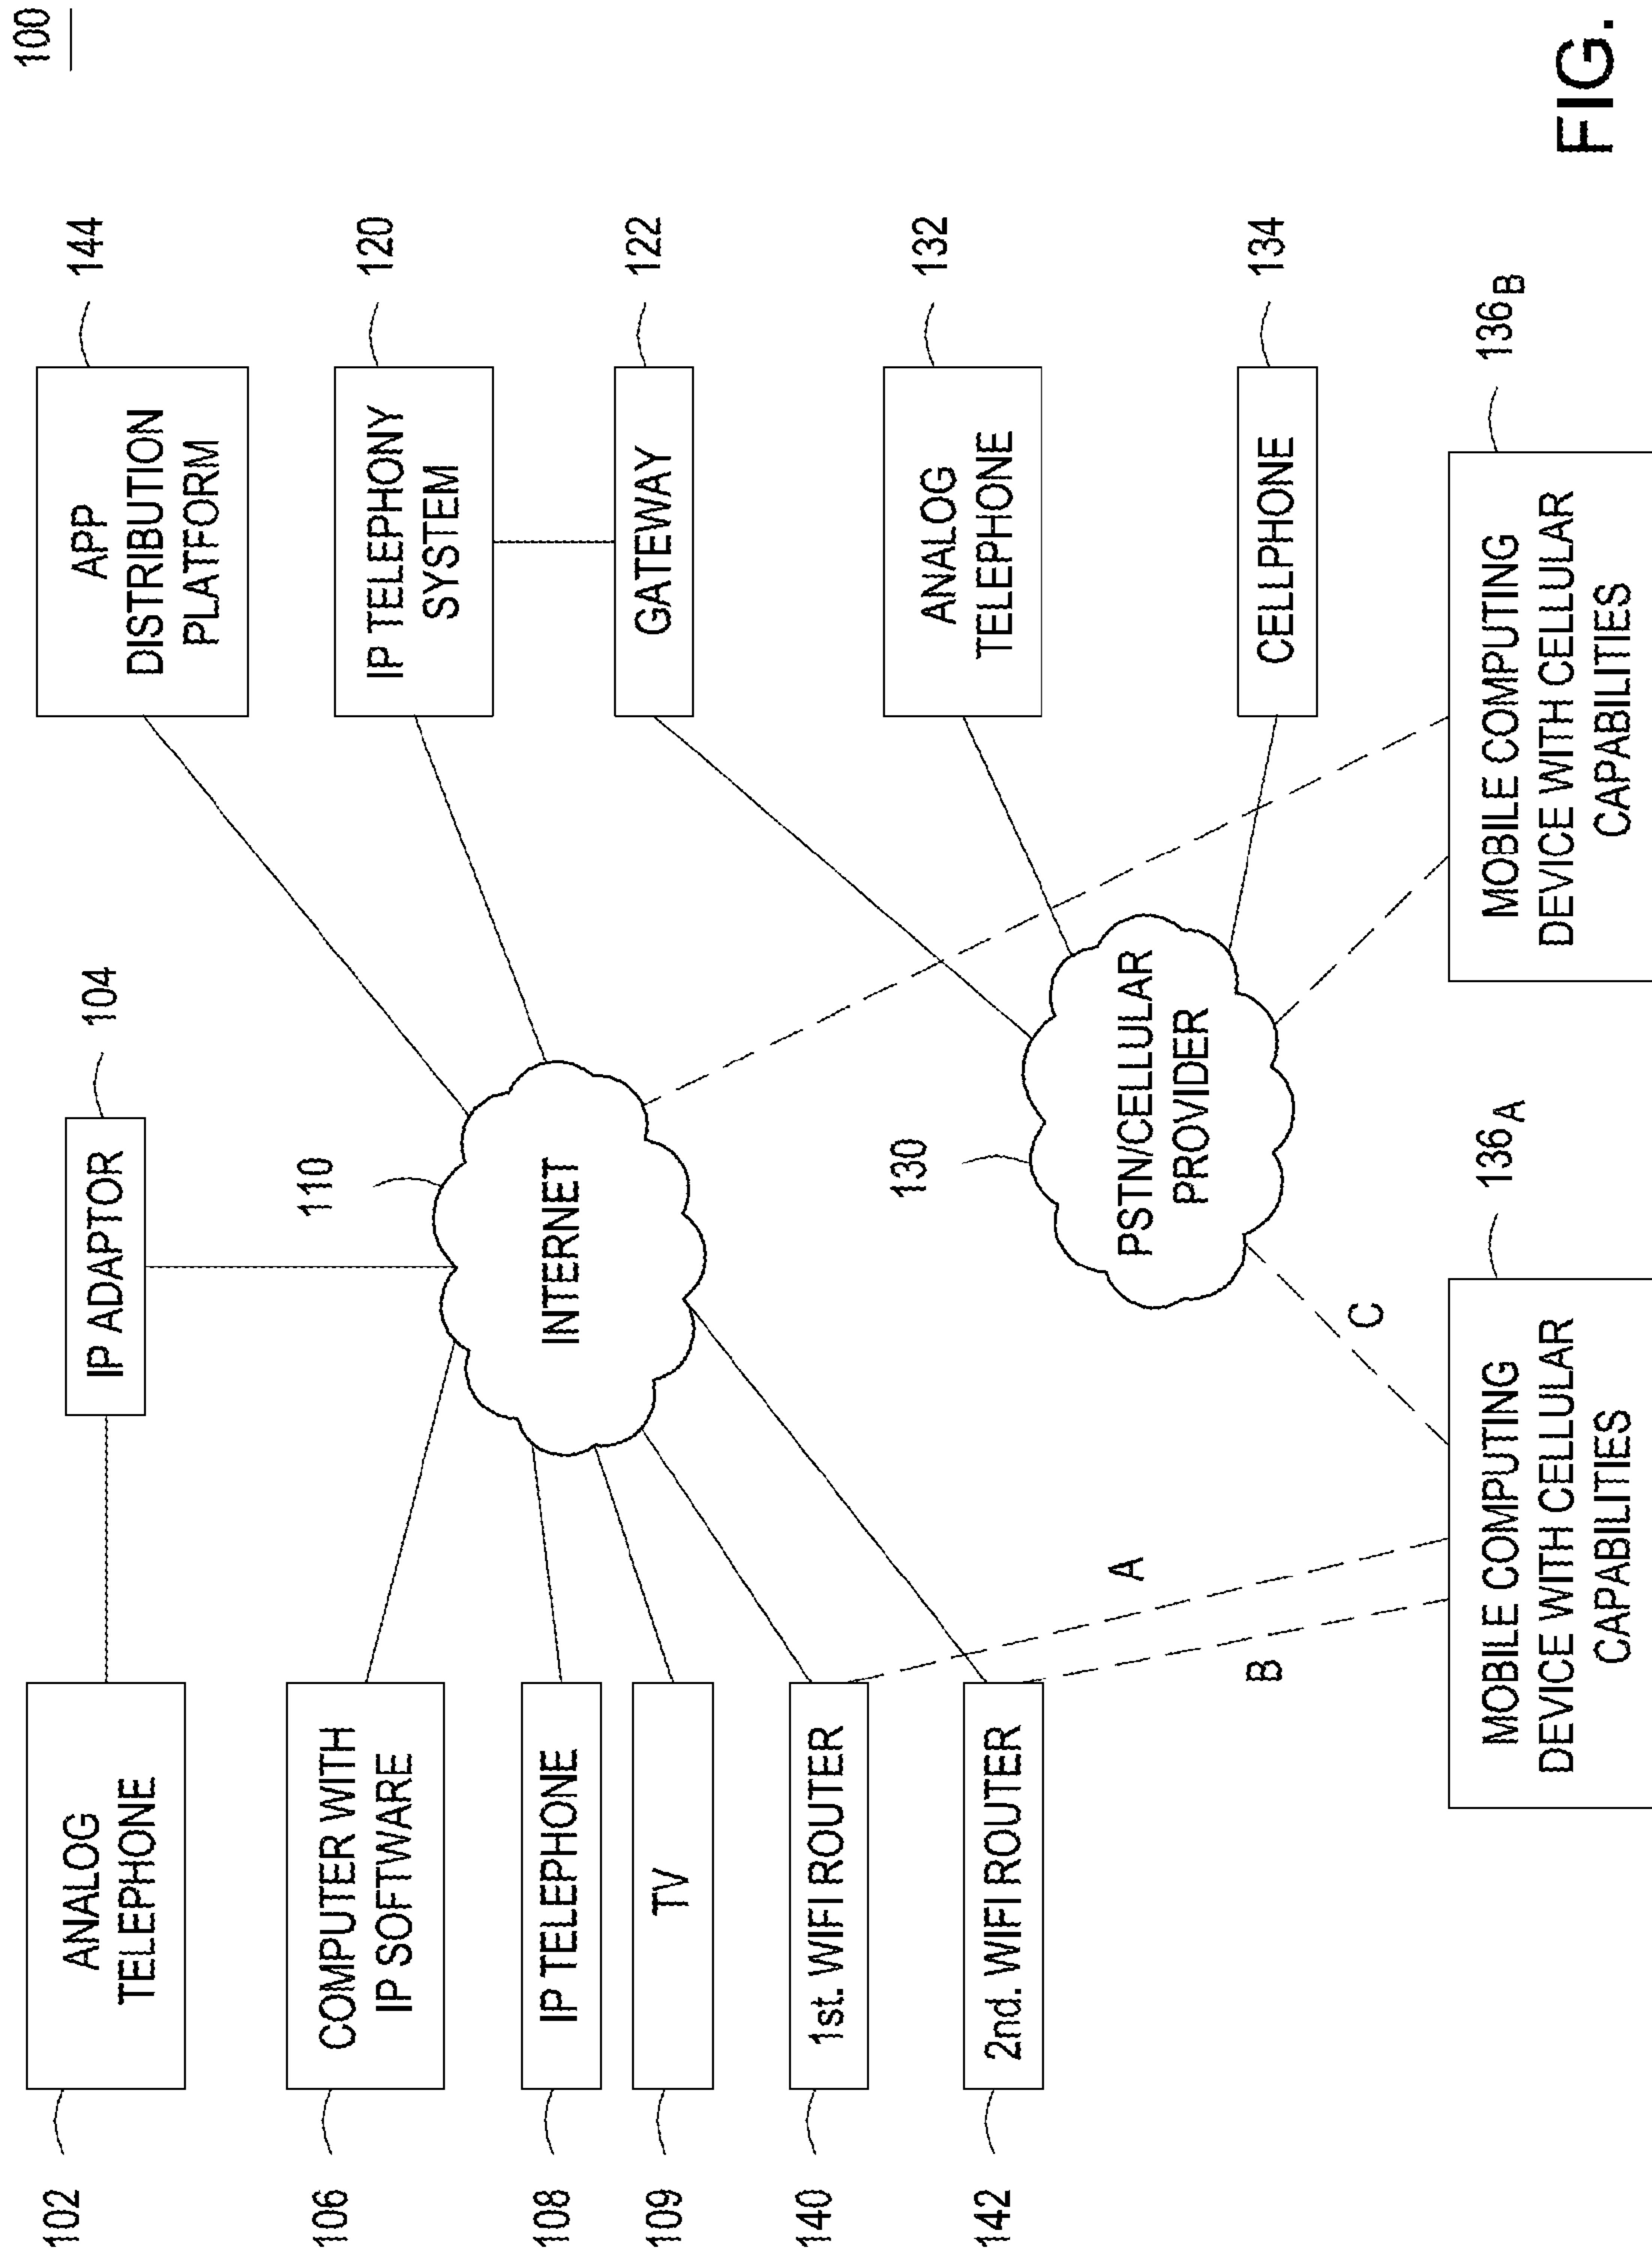 100
102
ANALOG
TELEPHONE
IP ADAPTOR
104
APP
DISTRIBUTION
PLATFORM
144
106
COMPUTER WITH
IP SOFTWARE
110
INTERNET
IP TELEPHONY
SYSTEM
120
108
IP TELEPHONE
109
TV
GATEWAY
122
140
1st. WIFI ROUTER
142
2nd. WIFI ROUTER
130
PSTN/CELLULAR
PROVIDER
ANALOG
TELEPHONE
132
CELLPHONE
134
A
B
C
MOBILE COMPUTING
DEVICE WITH CELLULAR
CAPABILITIES
136A
MOBILE COMPUTING
DEVICE WITH CELLULAR
CAPABILITIES
136B
FIG.